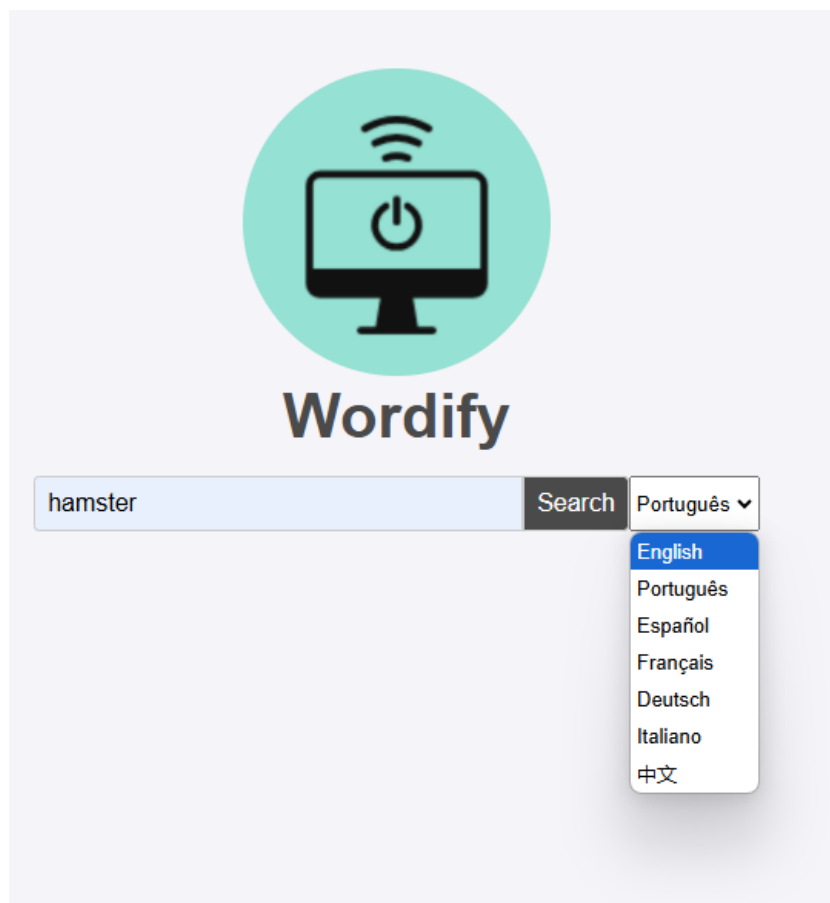 Wordify
hamster Search Português
English
Português
Español
Français
Deutsch
Italiano
中文